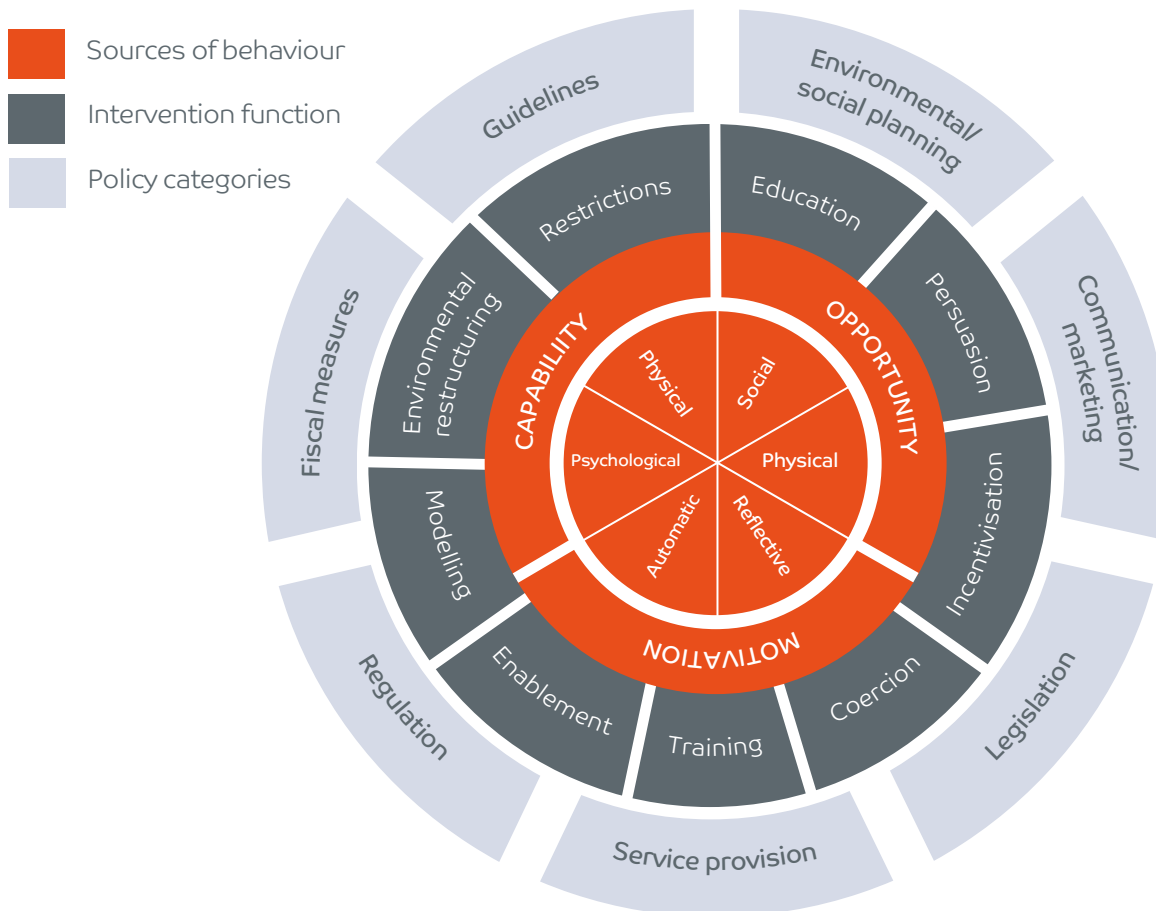 Sources of behaviour
Intervention function
Policy categories
Guidelines
Environmental/
social planning
Communication/
marketing
Legislation
Service provision
Regulation
Fiscal measures
Restrictions
Education
Persuasion
Incentivisation
Coercion
Training
Enablement
Modelling
Environmental
restructuring
CAPABILIITY
OPPORTUNITY
MOTIVATION
Physical
Social
Physical
Reflective
Automatic
Psychological